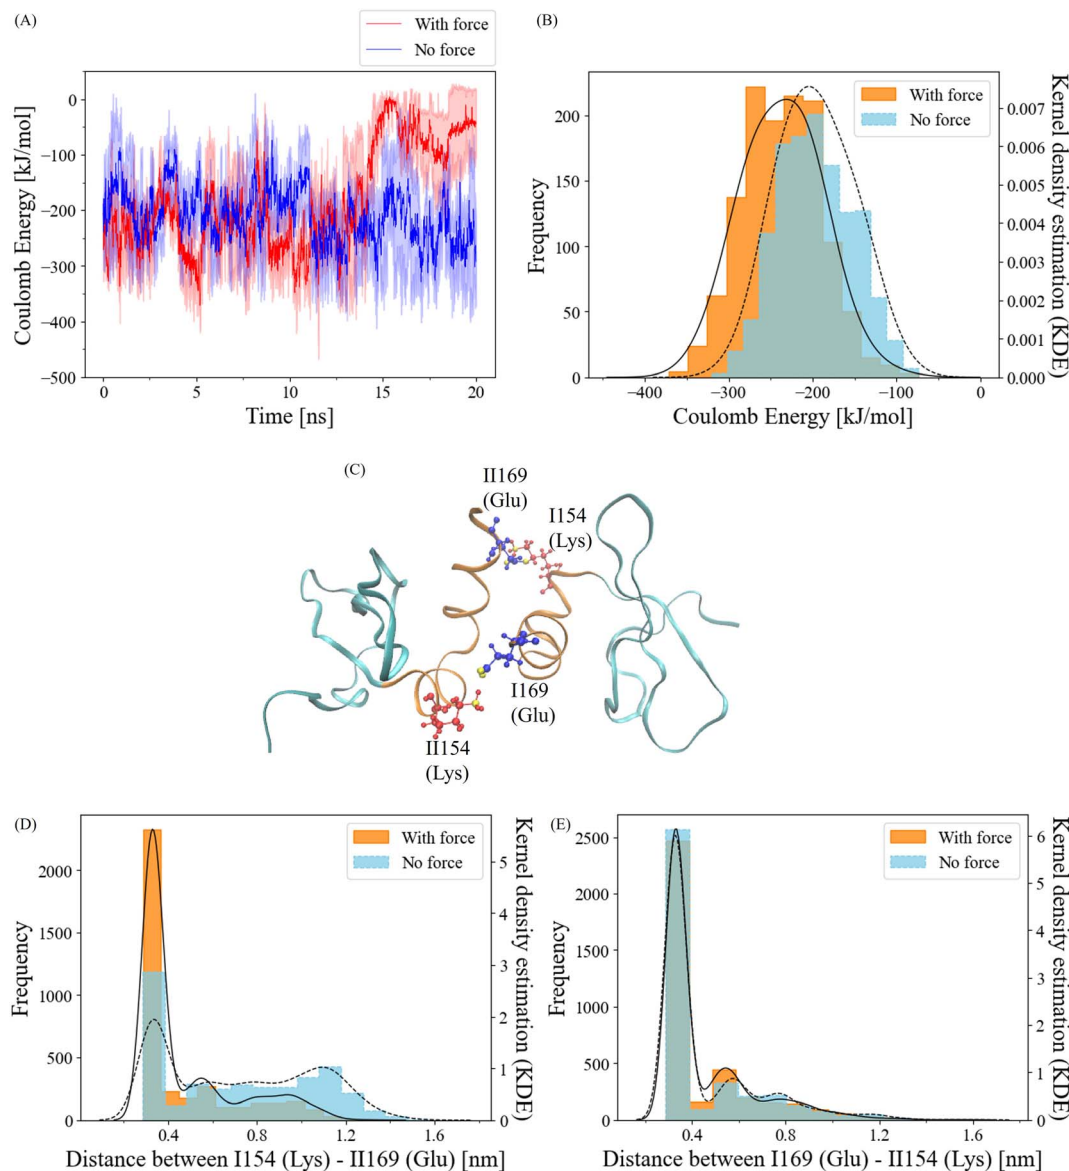 (A)
With force
No force
0
−100
−200
−300
−400
−500
Coulomb Energy [kJ/mol]
0
5
10
15
20
Time [ns]
(B)
With force
No force
200
150
100
50
0
Frequency
0.007
0.006
0.005
0.004
0.003
0.002
0.001
0.000
Kernel density estimation (KDE)
−400
−300
−200
−100
0
Coulomb Energy [kJ/mol]
(C)
II169
(Glu)
I154
(Lys)
I169
(Glu)
II154
(Lys)
(D)
With force
No force
2000
1500
1000
500
0
Frequency
5
4
3
2
1
0
Kernel density estimation (KDE)
0.4
0.8
1.2
1.6
Distance between I154 (Lys) - II169 (Glu) [nm]
(E)
With force
No force
2500
2000
1500
1000
500
0
Frequency
6
5
4
3
2
1
0
Kernel density estimation (KDE)
0.4
0.8
1.2
1.6
Distance between I169 (Glu) - II154 (Lys) [nm]